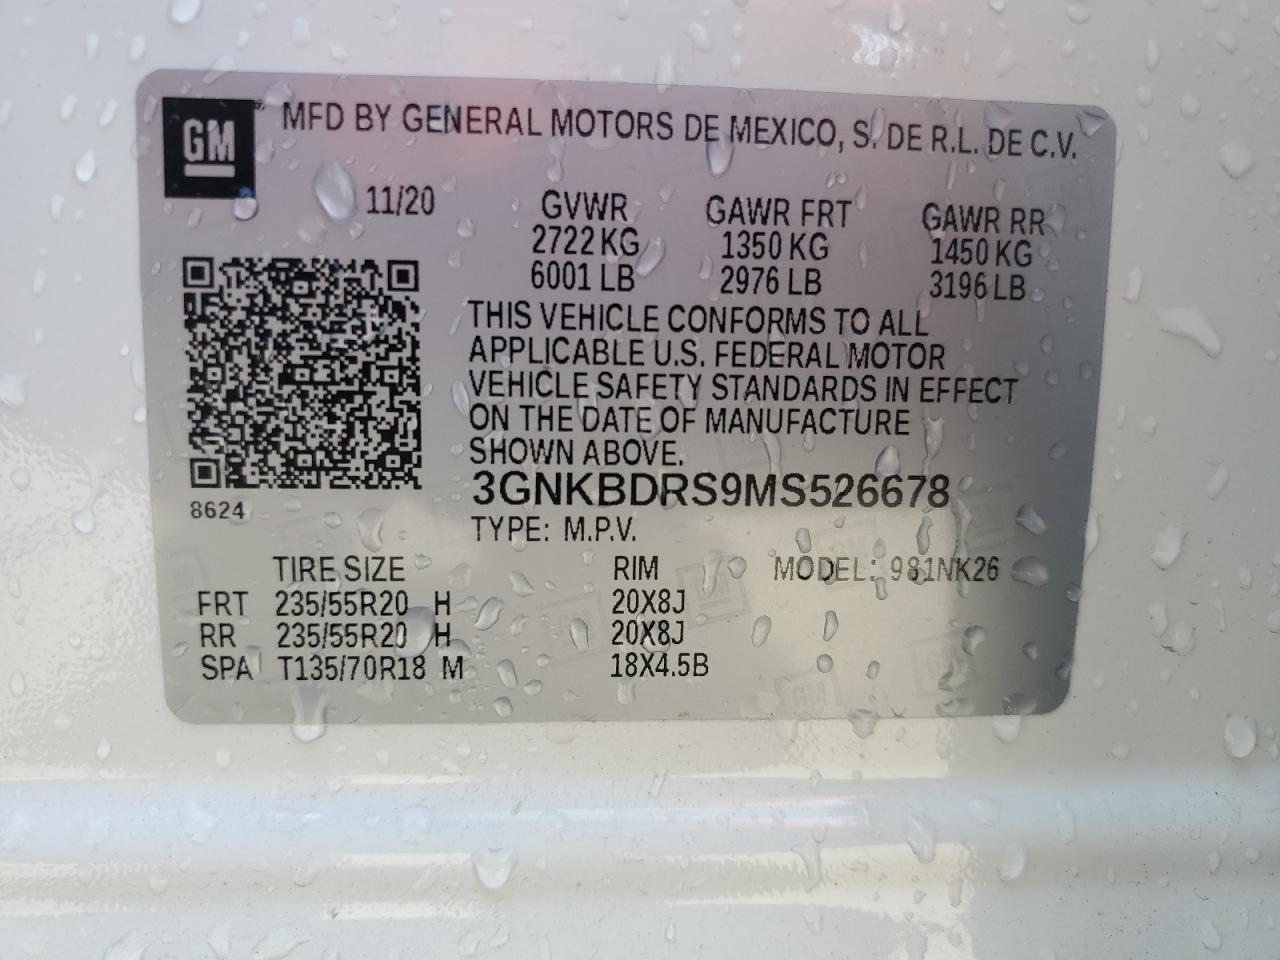 GM ® MFD BY GENERAL MOTORS DE MEXICO, S. DE R.L. DE C.V.
11/20 GVWR GAWR FRT GAWR RR
2722 KG 1350 KG 1450 KG
6001 LB 2976 LB 3196 LB
THIS VEHICLE CONFORMS TO ALL
APPLICABLE U.S. FEDERAL MOTOR
VEHICLE SAFETY STANDARDS IN EFFECT
ON THE DATE OF MANUFACTURE
SHOWN ABOVE.
3GNKBDRS9MS526678
8624
TYPE: M.P.V.
TIRE SIZE RIM MODEL: 981NK26
FRT 235/55R20 H 20X8J
RR 235/55R20 H 20X8J
SPA T135/70R18 M 18X4.5B